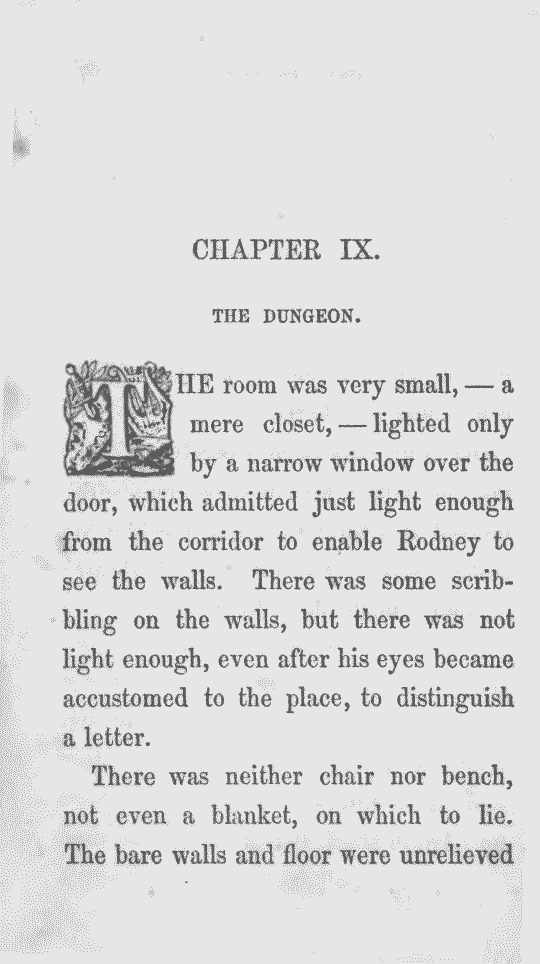 CHAPTER IX.
THE DUNGEON.
THE room was very small, — a
mere closet, — lighted only
by a narrow window over the
door, which admitted just light enough
from the corridor to enable Rodney to
see the walls. There was some scrib-
bling on the walls, but there was not
light enough, even after his eyes became
accustomed to the place, to distinguish
a letter.
There was neither chair nor bench,
not even a blanket, on which to lie.
The bare walls and floor were unrelieved